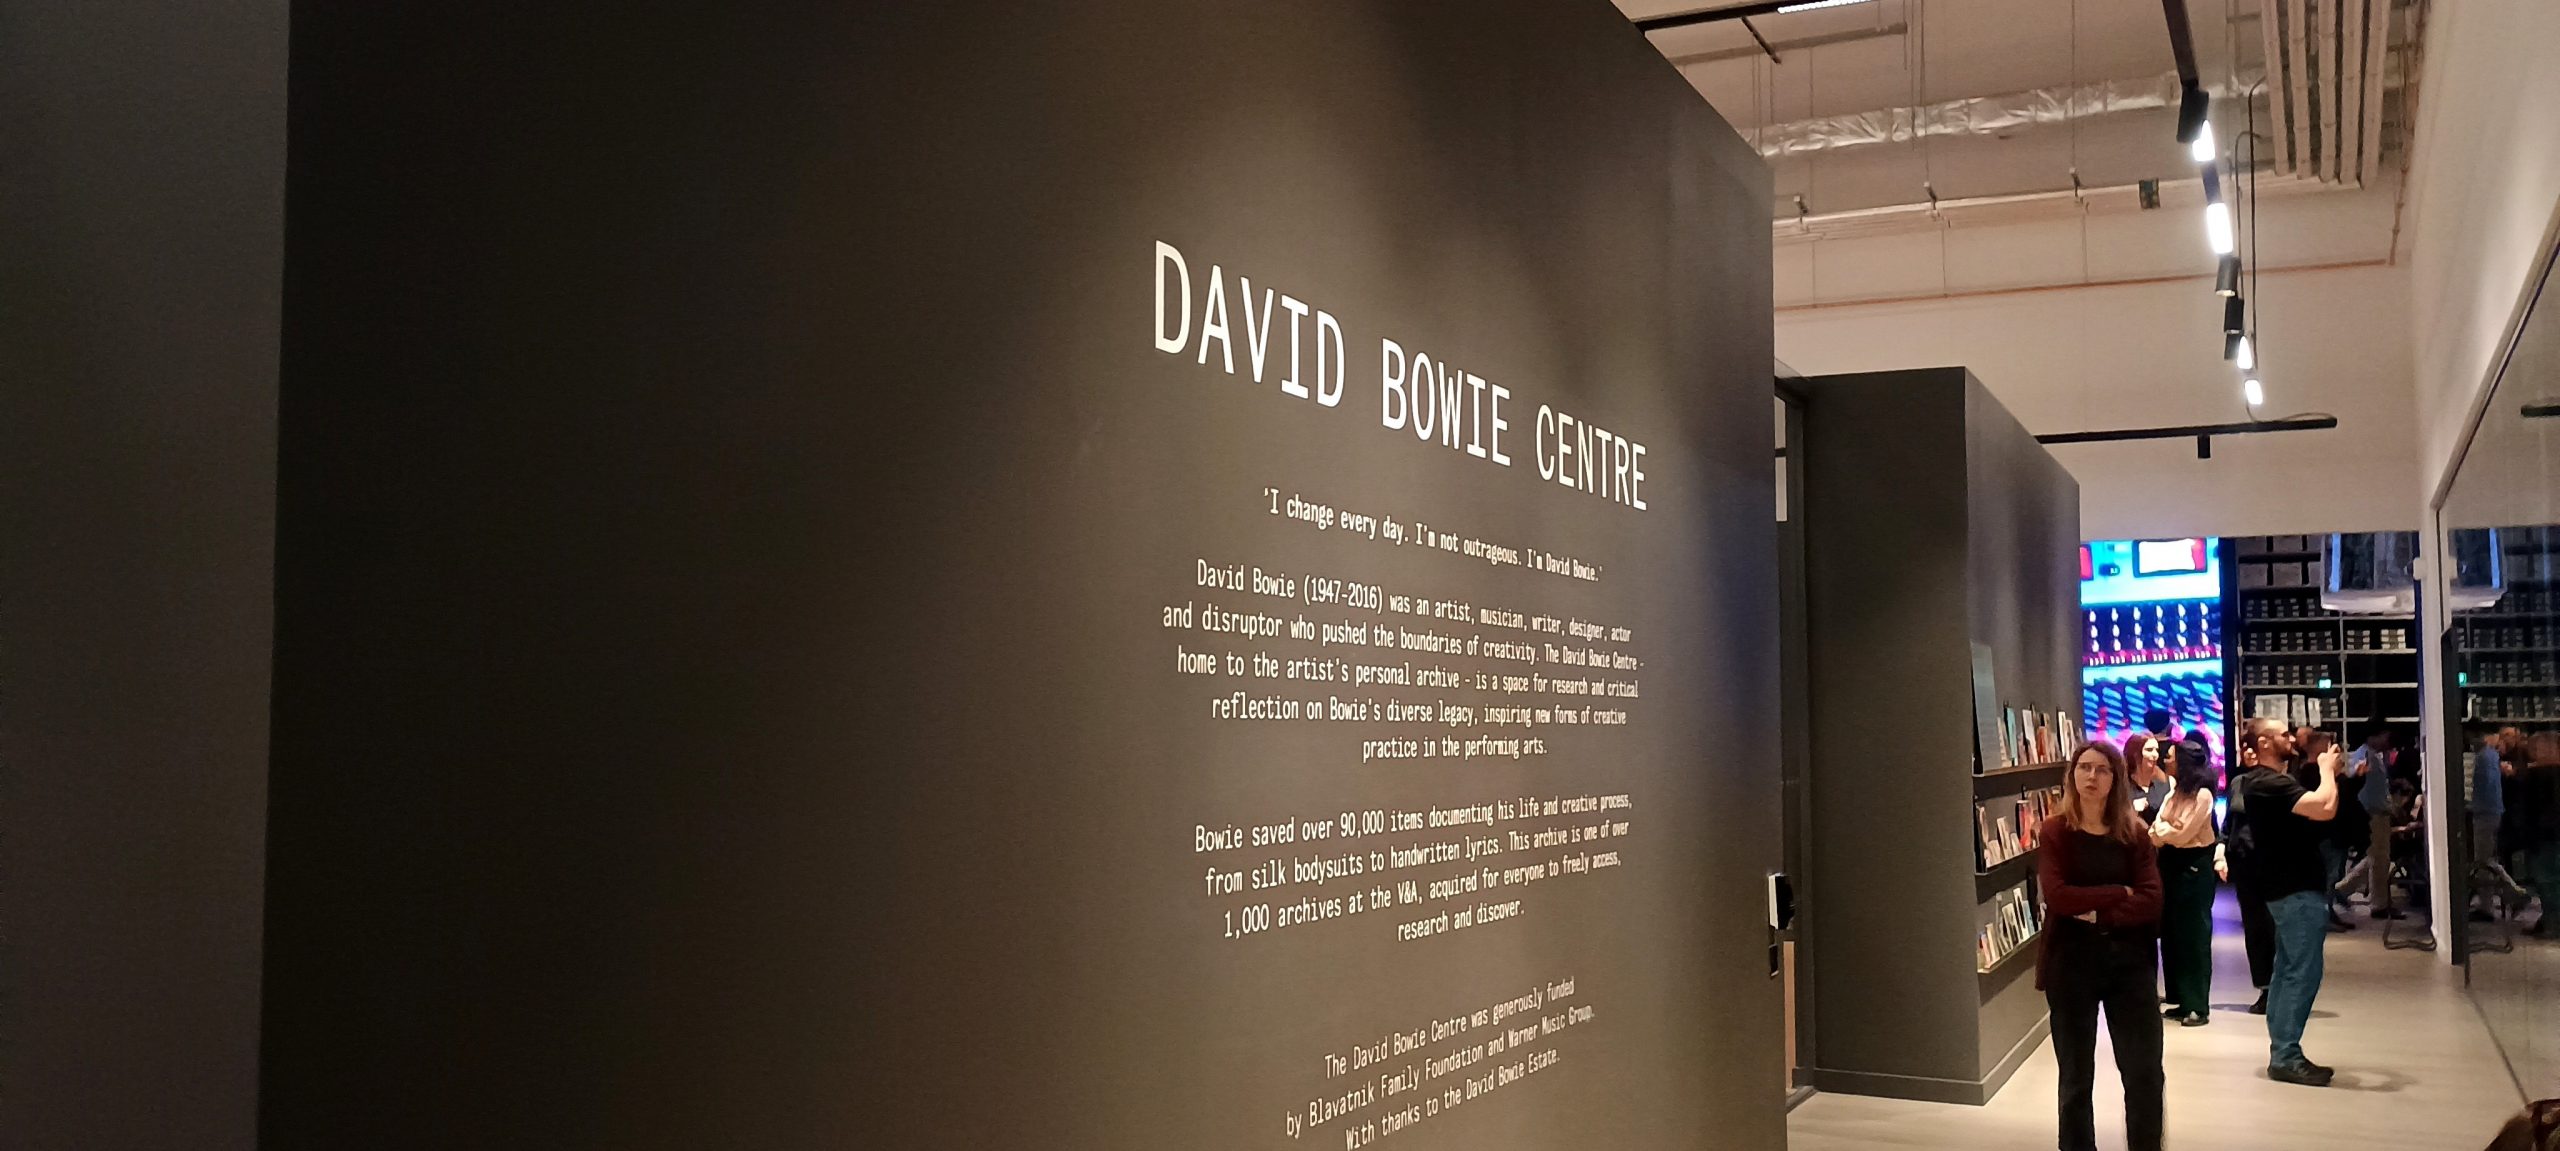 DAVID BOWIE CENTRE
'I change every day. I'm not outrageous. I'm David Bowie.'
David Bowie (1947-2016) was an artist, musician, writer, designer, actor
and disruptor who pushed the boundaries of creativity. The David Bowie Centre -
home to the artist's personal archive - is a space for research and critical
reflection on Bowie's diverse legacy, inspiring new forms of creative
practice in the performing arts.
Bowie saved over 90,000 items documenting his life and creative process,
from silk bodysuits to handwritten lyrics. This archive is one of over
1,000 archives at the V&A, acquired for everyone to freely access,
research and discover.
The David Bowie Centre was generously funded
by Blavatnik Family Foundation and Warner Music Group.
With thanks to the David Bowie Estate.